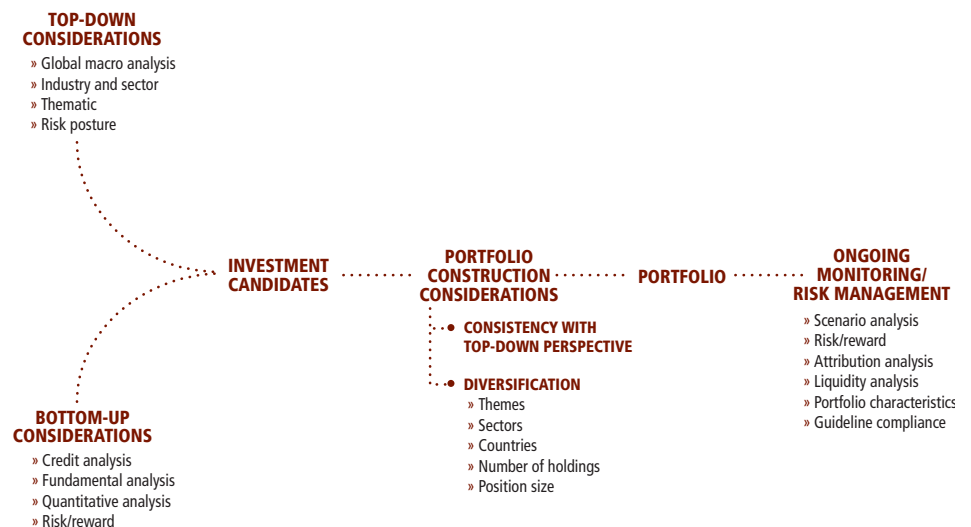 TOP-DOWN
CONSIDERATIONS
» Global macro analysis
» Industry and sector
» Thematic
» Risk posture
BOTTOM-UP
CONSIDERATIONS
» Credit analysis
» Fundamental analysis
» Quantitative analysis
» Risk/reward
INVESTMENT
CANDIDATES
PORTFOLIO
CONSTRUCTION
CONSIDERATIONS
• CONSISTENCY WITH
TOP-DOWN PERSPECTIVE
• DIVERSIFICATION
» Themes
» Sectors
» Countries
» Number of holdings
» Position size
PORTFOLIO
ONGOING
MONITORING/
RISK MANAGEMENT
» Scenario analysis
» Risk/reward
» Attribution analysis
» Liquidity analysis
» Portfolio characteristics
» Guideline compliance